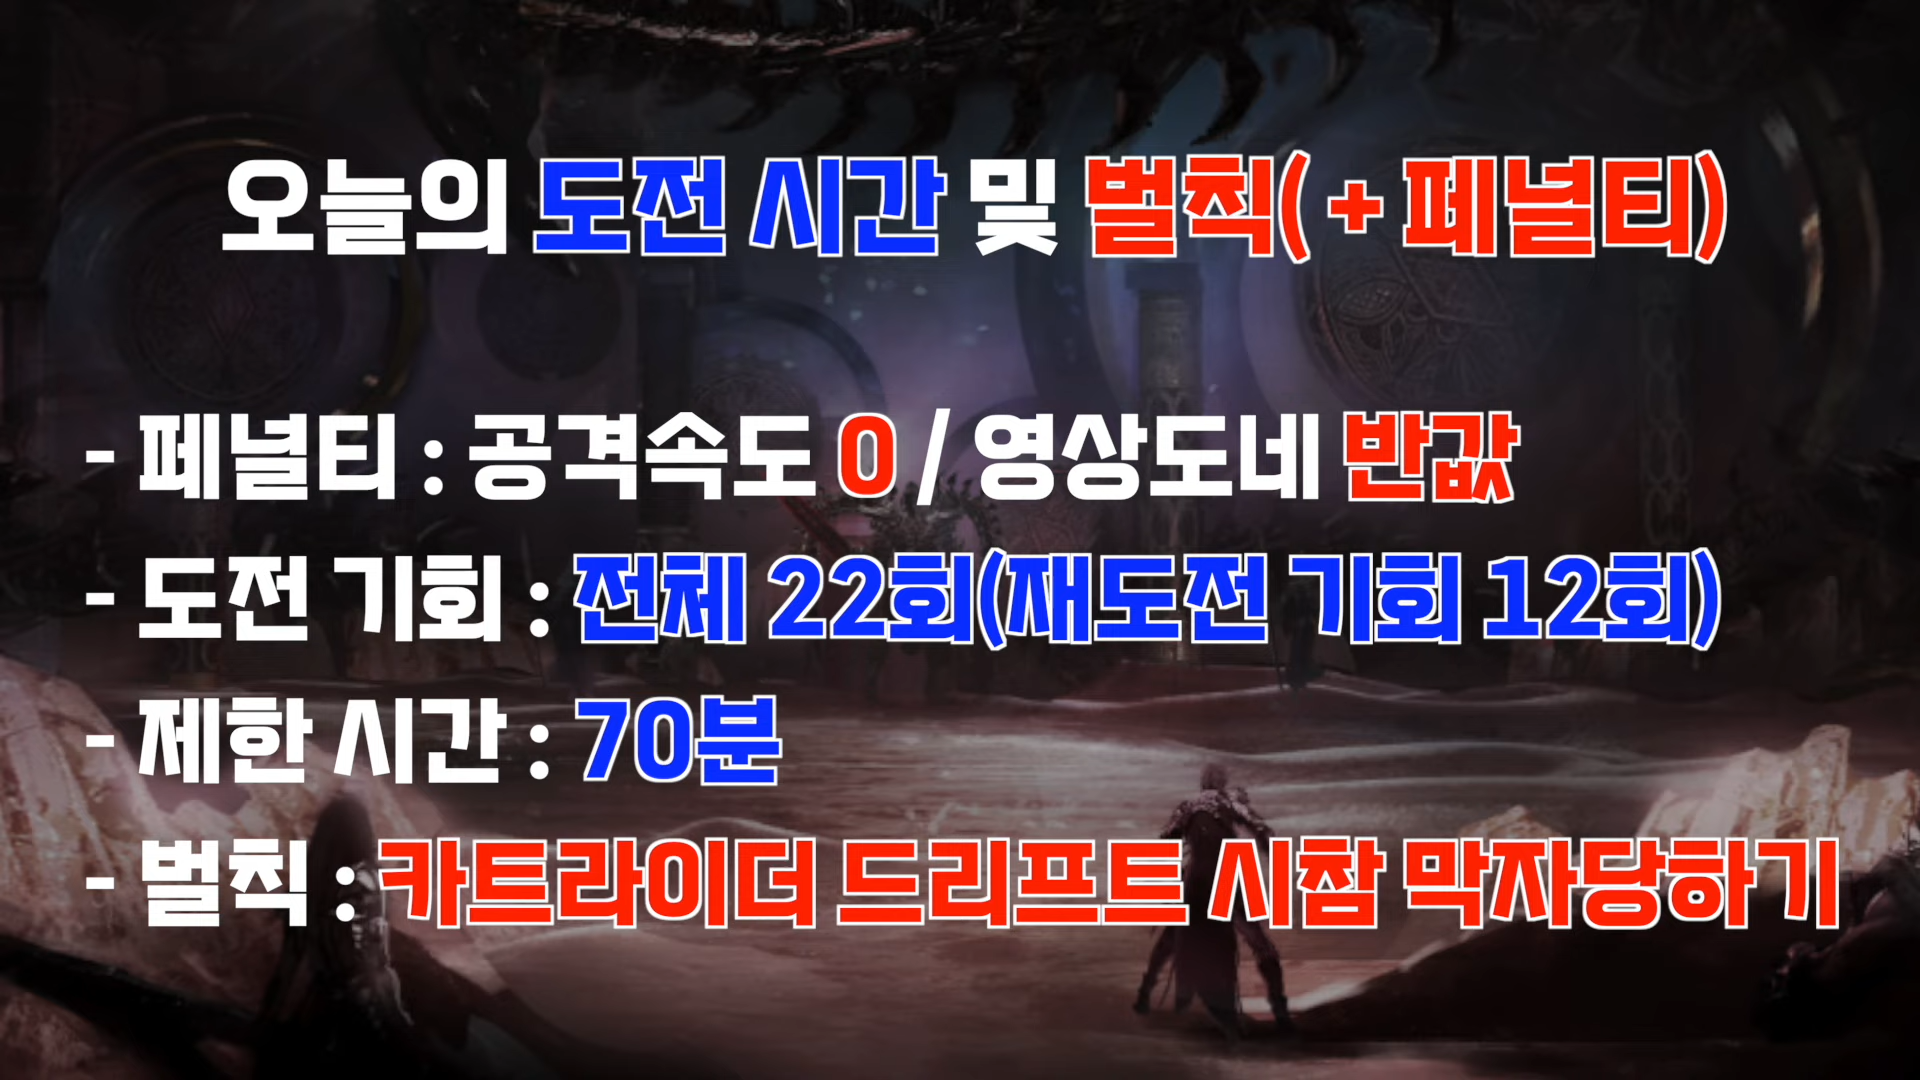 오늘의 도전 시간 및 벌칙( + 페널티)
- 페널티 : 공격속도 0 / 영상도네 반값
- 도전 기회 : 전체 22회(재도전 기회 12회)
- 제한 시간 : 70분
- 벌칙 : 카트라이더 드리프트 시참 막자당하기